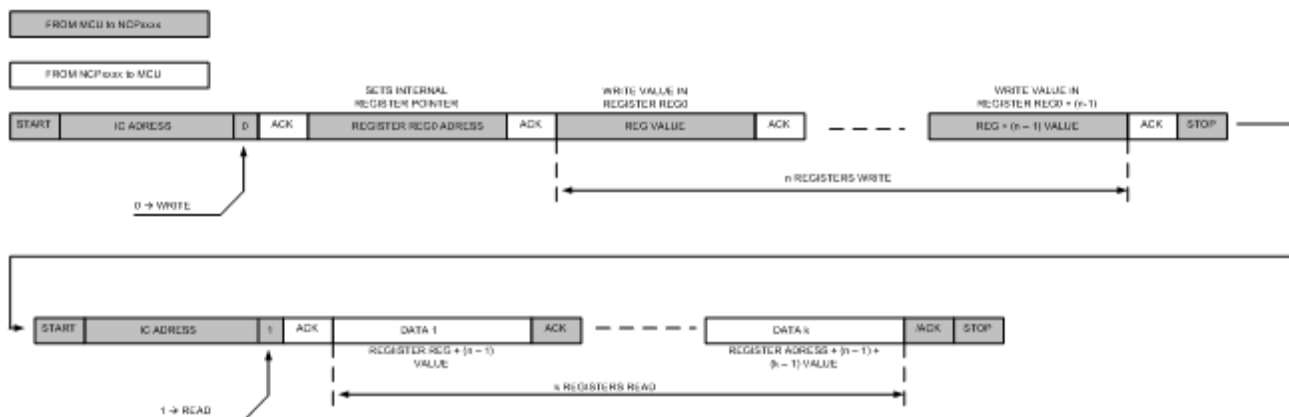 FROM MCU to NCPxxxx
FROM NCPxxxx to MCU
SETS INTERNAL
REGISTER POINTER
WRITE VALUE IN
REGISTER REG0
WRITE VALUE IN
REGISTER REG0 + (n-1)
START IC ADRESS 0 ACK REGISTER REG0 ADRESS ACK REG VALUE ACK REG + (n – 1) VALUE ACK STOP
n REGISTERS WRITE
0 → WRITE
START IC ADRESS 1 ACK DATA 1 ACK DATA k /ACK STOP
REGISTER REG + (n – 1)
VALUE
REGISTER ADRESS + (n – 1) +
(k – 1) VALUE
k REGISTERS READ
1 → READ